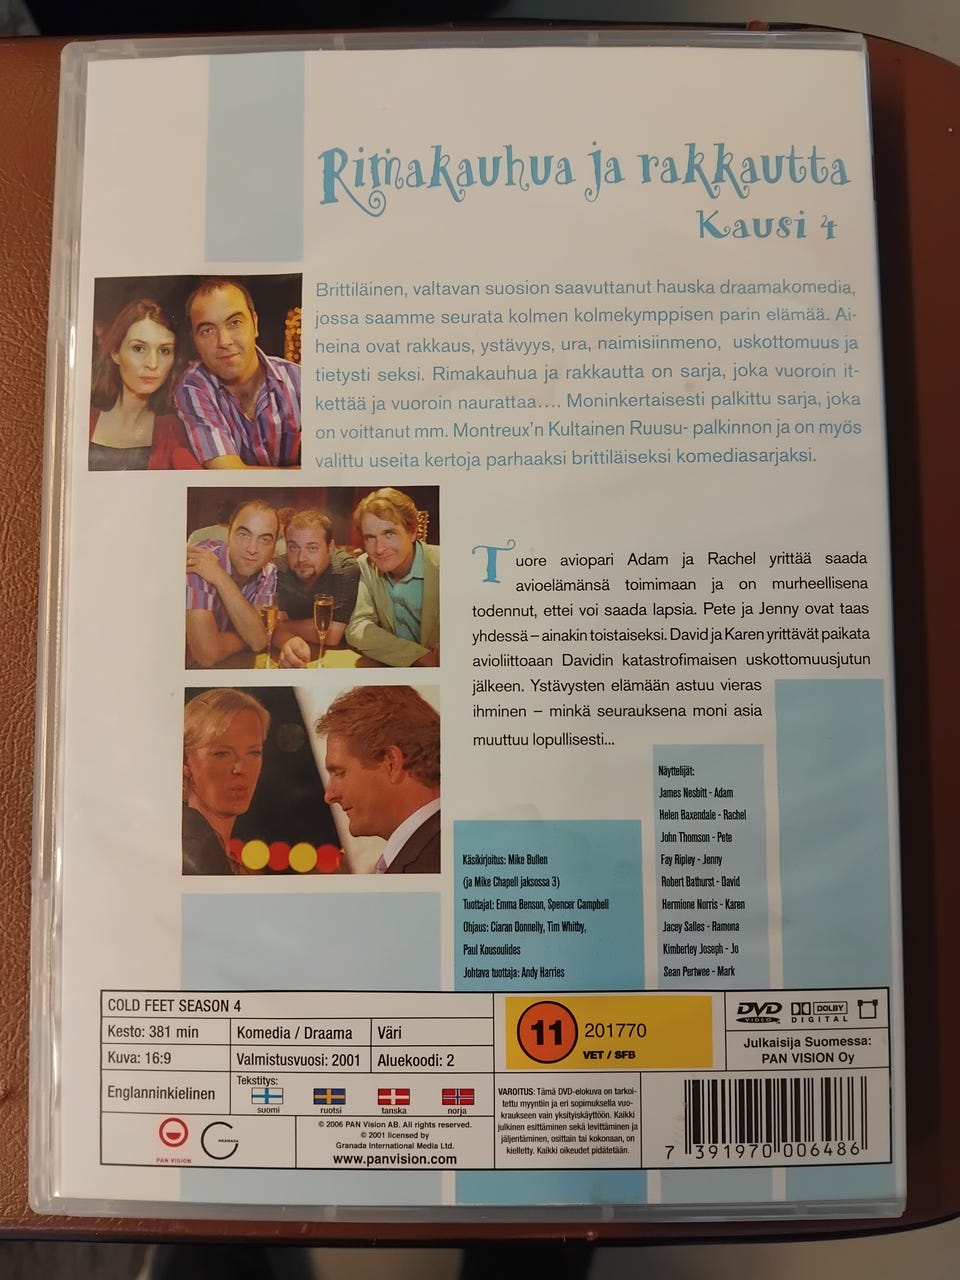 Rimakauhua ja rakkautta
Kausi 4
Brittiläinen, valtavan suosion saavuttanut hauska draamakomedia,
jossa saamme seurata kolmen kolmekymppisen parin elämää. Ai-
heina ovat rakkaus, ystävyys, ura, naimisiinmeno, uskottomuus ja
tietysti seksi. Rimakauhua ja rakkautta on sarja, joka vuoroin it-
kettää ja vuoroin naurattaa.... Moninkertaisesti palkittu sarja, joka
on voittanut mm. Montreux'n Kultainen Ruusu- palkinnon ja on myös
valittu useita kertoja parhaaksi brittiläiseksi komediasarjaksi.
Tuore aviopari Adam ja Rachel yrittää saada
avioelämänsä toimimaan ja on murheellisena
todennut, ettei voi saada lapsia. Pete ja Jenny ovat taas
yhdessä – ainakin toistaiseksi. David ja Karen yrittävät paikata
avioliittoaan Davidin katastrofimaisen uskottomuusjutun
jälkeen. Ystävysten elämään astuu vieras
ihminen – minkä seurauksena moni asia
muuttuu lopullisesti...
Käsikirjoitus: Mike Bullen
(ja Mike Chapell jaksossa 3)
Tuottajat: Emma Benson, Spencer Campbell
Ohjaus: Ciaran Donnelly, Tim Whitby,
Paul Kousoulides
Johtava tuottaja: Andy Harries
Näyttelijät:
James Nesbitt - Adam
Helen Baxendale - Rachel
John Thomson - Pete
Fay Ripley - Jenny
Robert Bathurst - David
Hermione Norris - Karen
Jacey Salles - Ramona
Kimberley Joseph - Jo
Sean Pertwee - Mark
COLD FEET SEASON 4
Kesto: 381 min
Komedia / Draama
Väri
Kuva: 16:9
Valmistusvuosi: 2001
Aluekoodi: 2
Englanninkielinen
Tekstitys:
suomi
ruotsi
tanska
norja
PAN VISION
GRANADA
© 2006 PAN Vision AB. All rights reserved.
© 2001 licensed by
Granada International Media Ltd.
www.panvision.com
11
201770
VET / SFB
VAROITUS: Tämä DVD-elokuva on tarkoi-
tettu myyntiin ja eri sopimuksella vuo-
kraukseen vain yksityiskäyttöön. Kaikki
julkinen esittäminen sekä levittäminen ja
jäljentäminen, osittain tai kokonaan, on
kielletty. Kaikki oikeudet pidätetään.
DVD
VIDEO
DOLBY
DIGITAL
Julkaisija Suomessa:
PAN VISION Oy
7 391970 006486